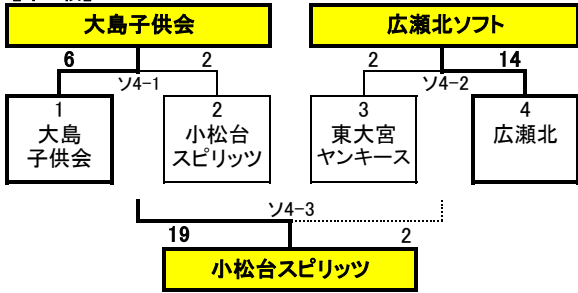 大島子供会
広瀬北ソフト
6 2
ソ4-1
2 14
ソ4-2
1
大島
子供会
2
小松台
スピリッツ
3
東大宮
ヤンキース
4
広瀬北
ソ4-3
19 2
小松台スピリッツ